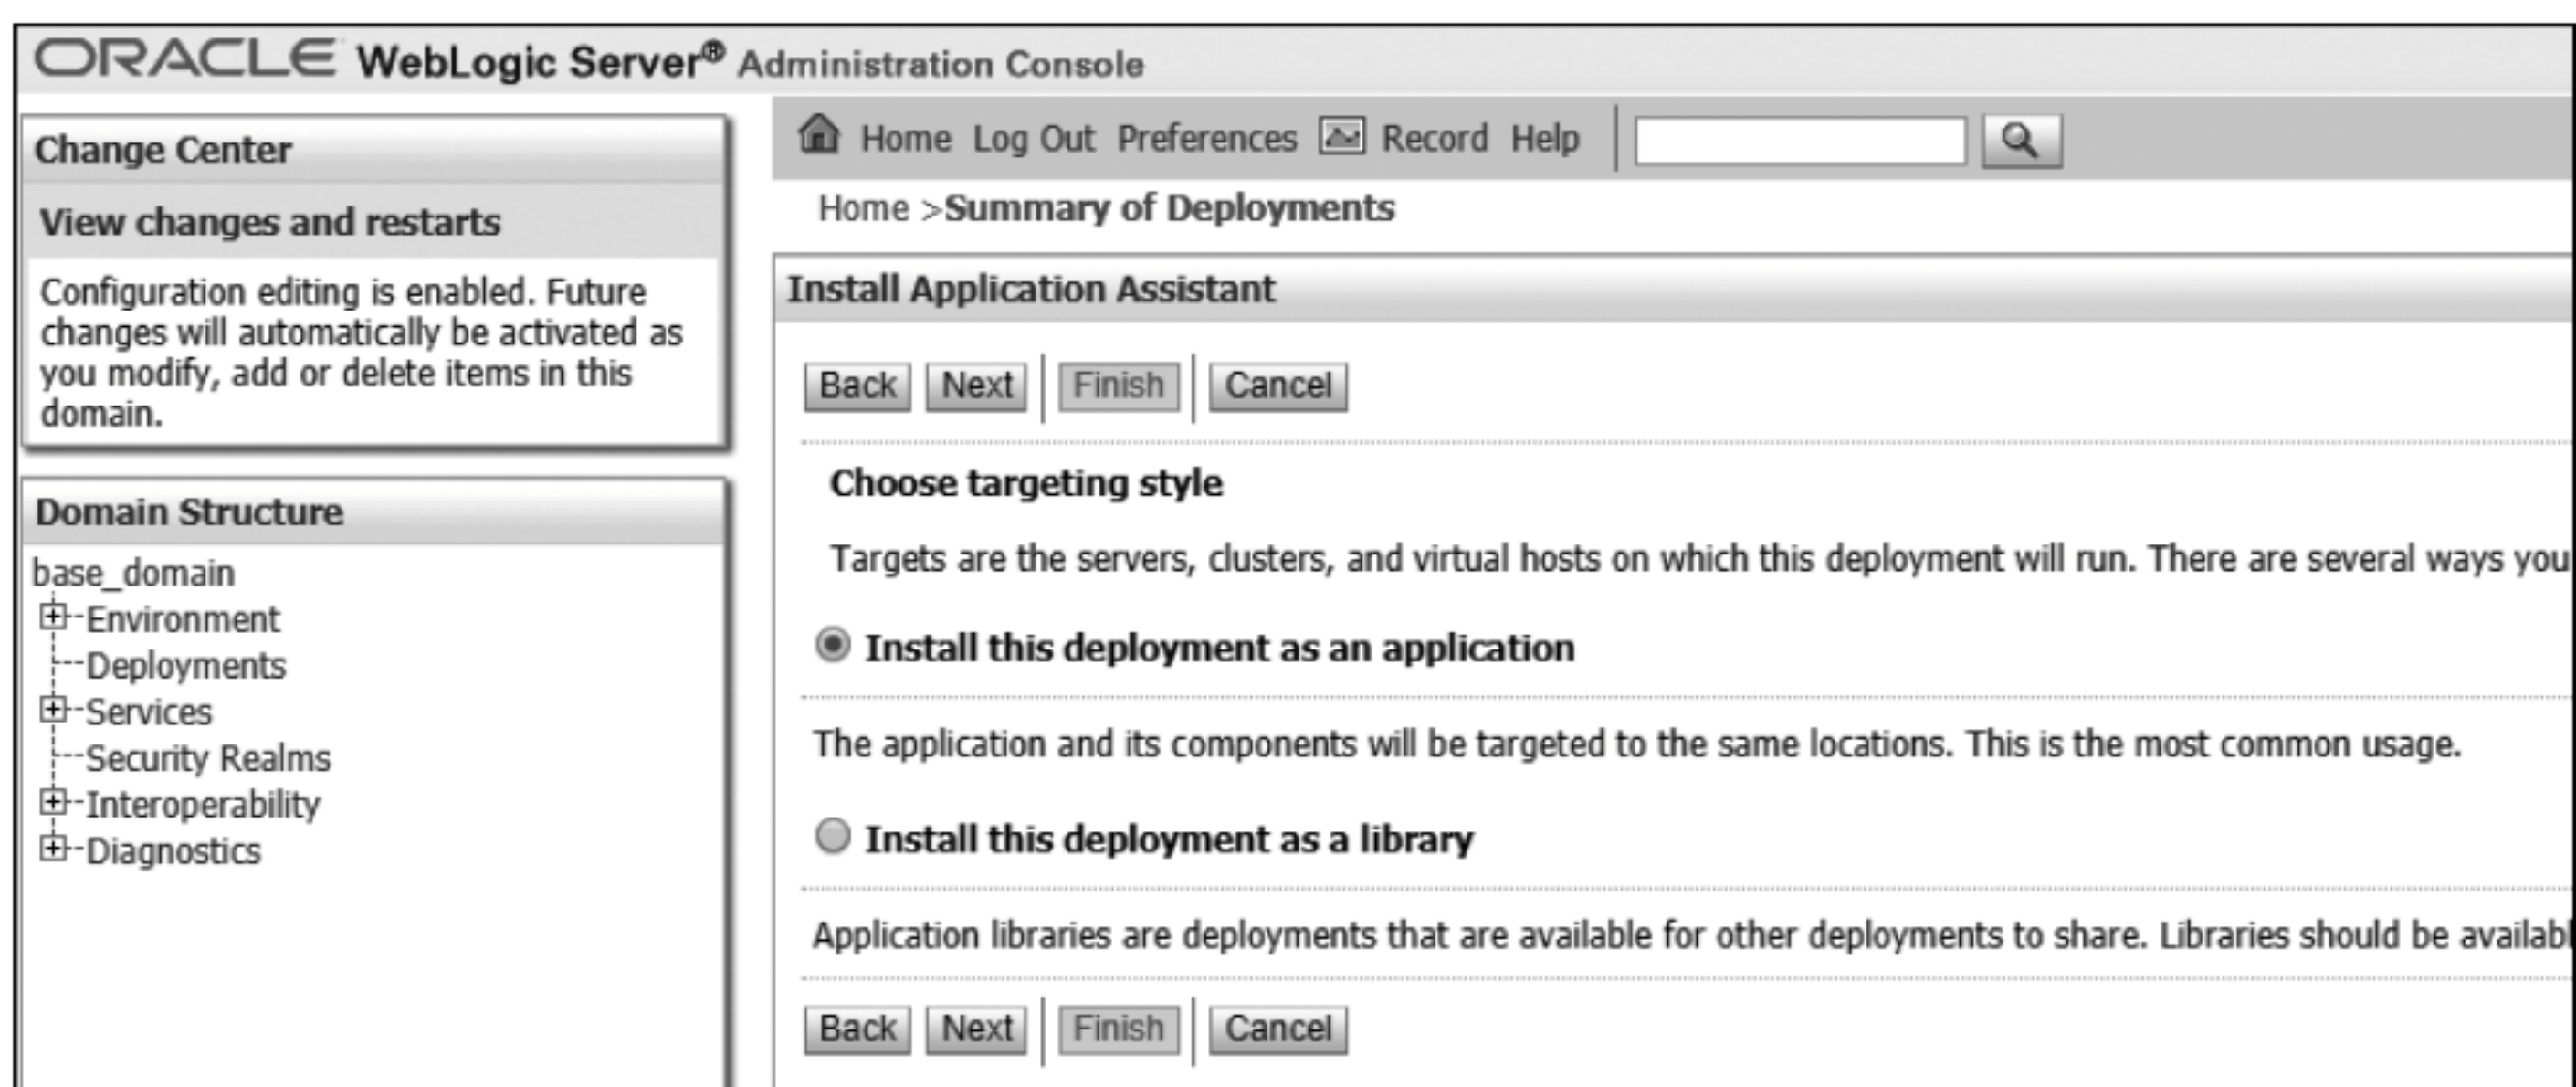 ORACLE WebLogic Server® Administration Console
Change Center
View changes and restarts
Configuration editing is enabled. Future
changes will automatically be activated as
you modify, add or delete items in this
domain.
Domain Structure
base_domain
Environment
Deployments
Services
Security Realms
Interoperability
Diagnostics
Home Log Out Preferences Record Help
Home >Summary of Deployments
Install Application Assistant
Back Next Finish Cancel
Choose targeting style
Targets are the servers, clusters, and virtual hosts on which this deployment will run. There are several ways you
Install this deployment as an application
The application and its components will be targeted to the same locations. This is the most common usage.
Install this deployment as a library
Application libraries are deployments that are available for other deployments to share. Libraries should be
Back Next Finish Cancel